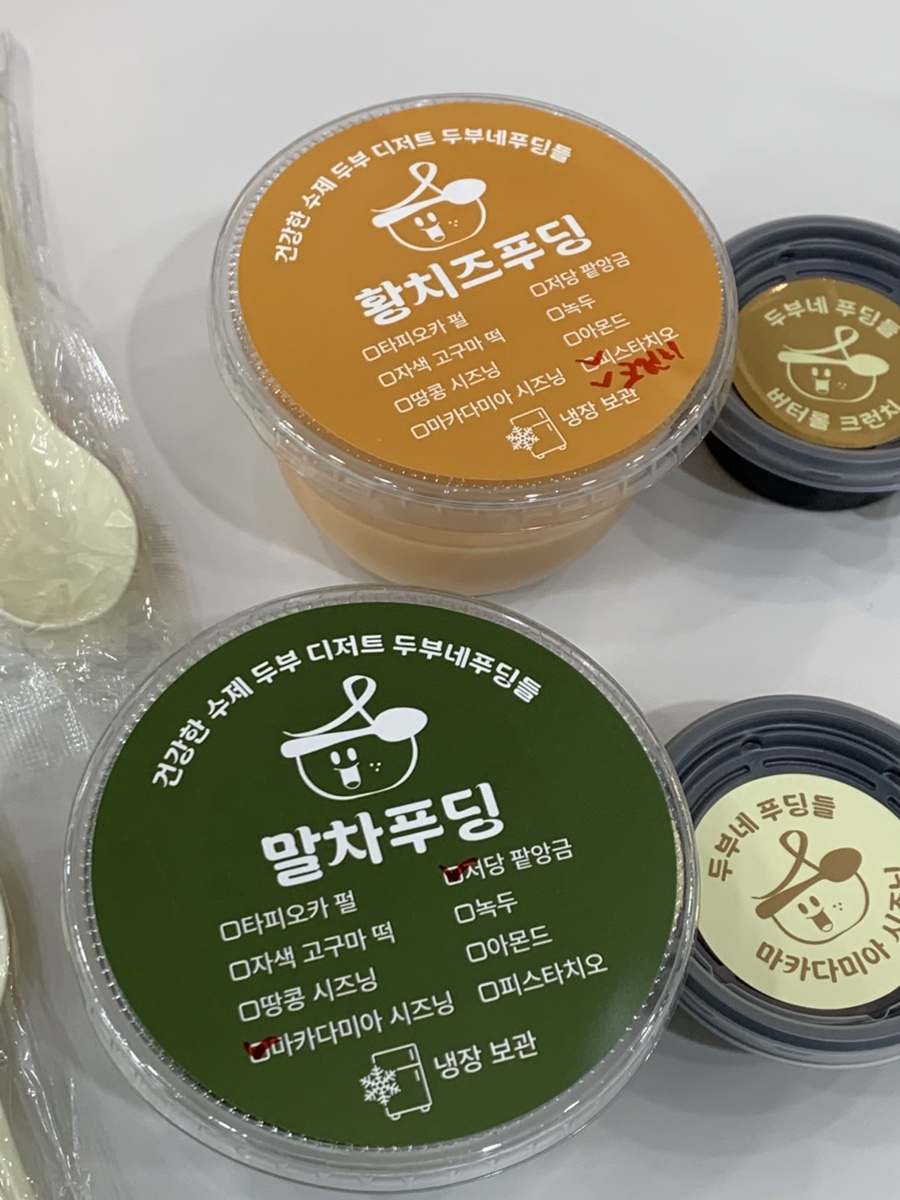 건강한 수제 두부 디저트 두부네푸딩들
황치즈푸딩
□타피오카 펄
□자색 고구마 떡
□땅콩 시즈닝
□마카다미아 시즈닝
□저당 팥앙금
□녹두
□아몬드
피스타치오
냉장 보관
두부네 푸딩들
버터롤 크런치
건강한 수제 두부 디저트 두부네푸딩들
말차푸딩
□타피오카 펄
□자색 고구마 떡
□땅콩 시즈닝
☑마카다미아 시즈닝
☑저당 팥앙금
□녹두
□아몬드
□피스타치오
냉장 보관
두부네 푸딩들
마카다미아